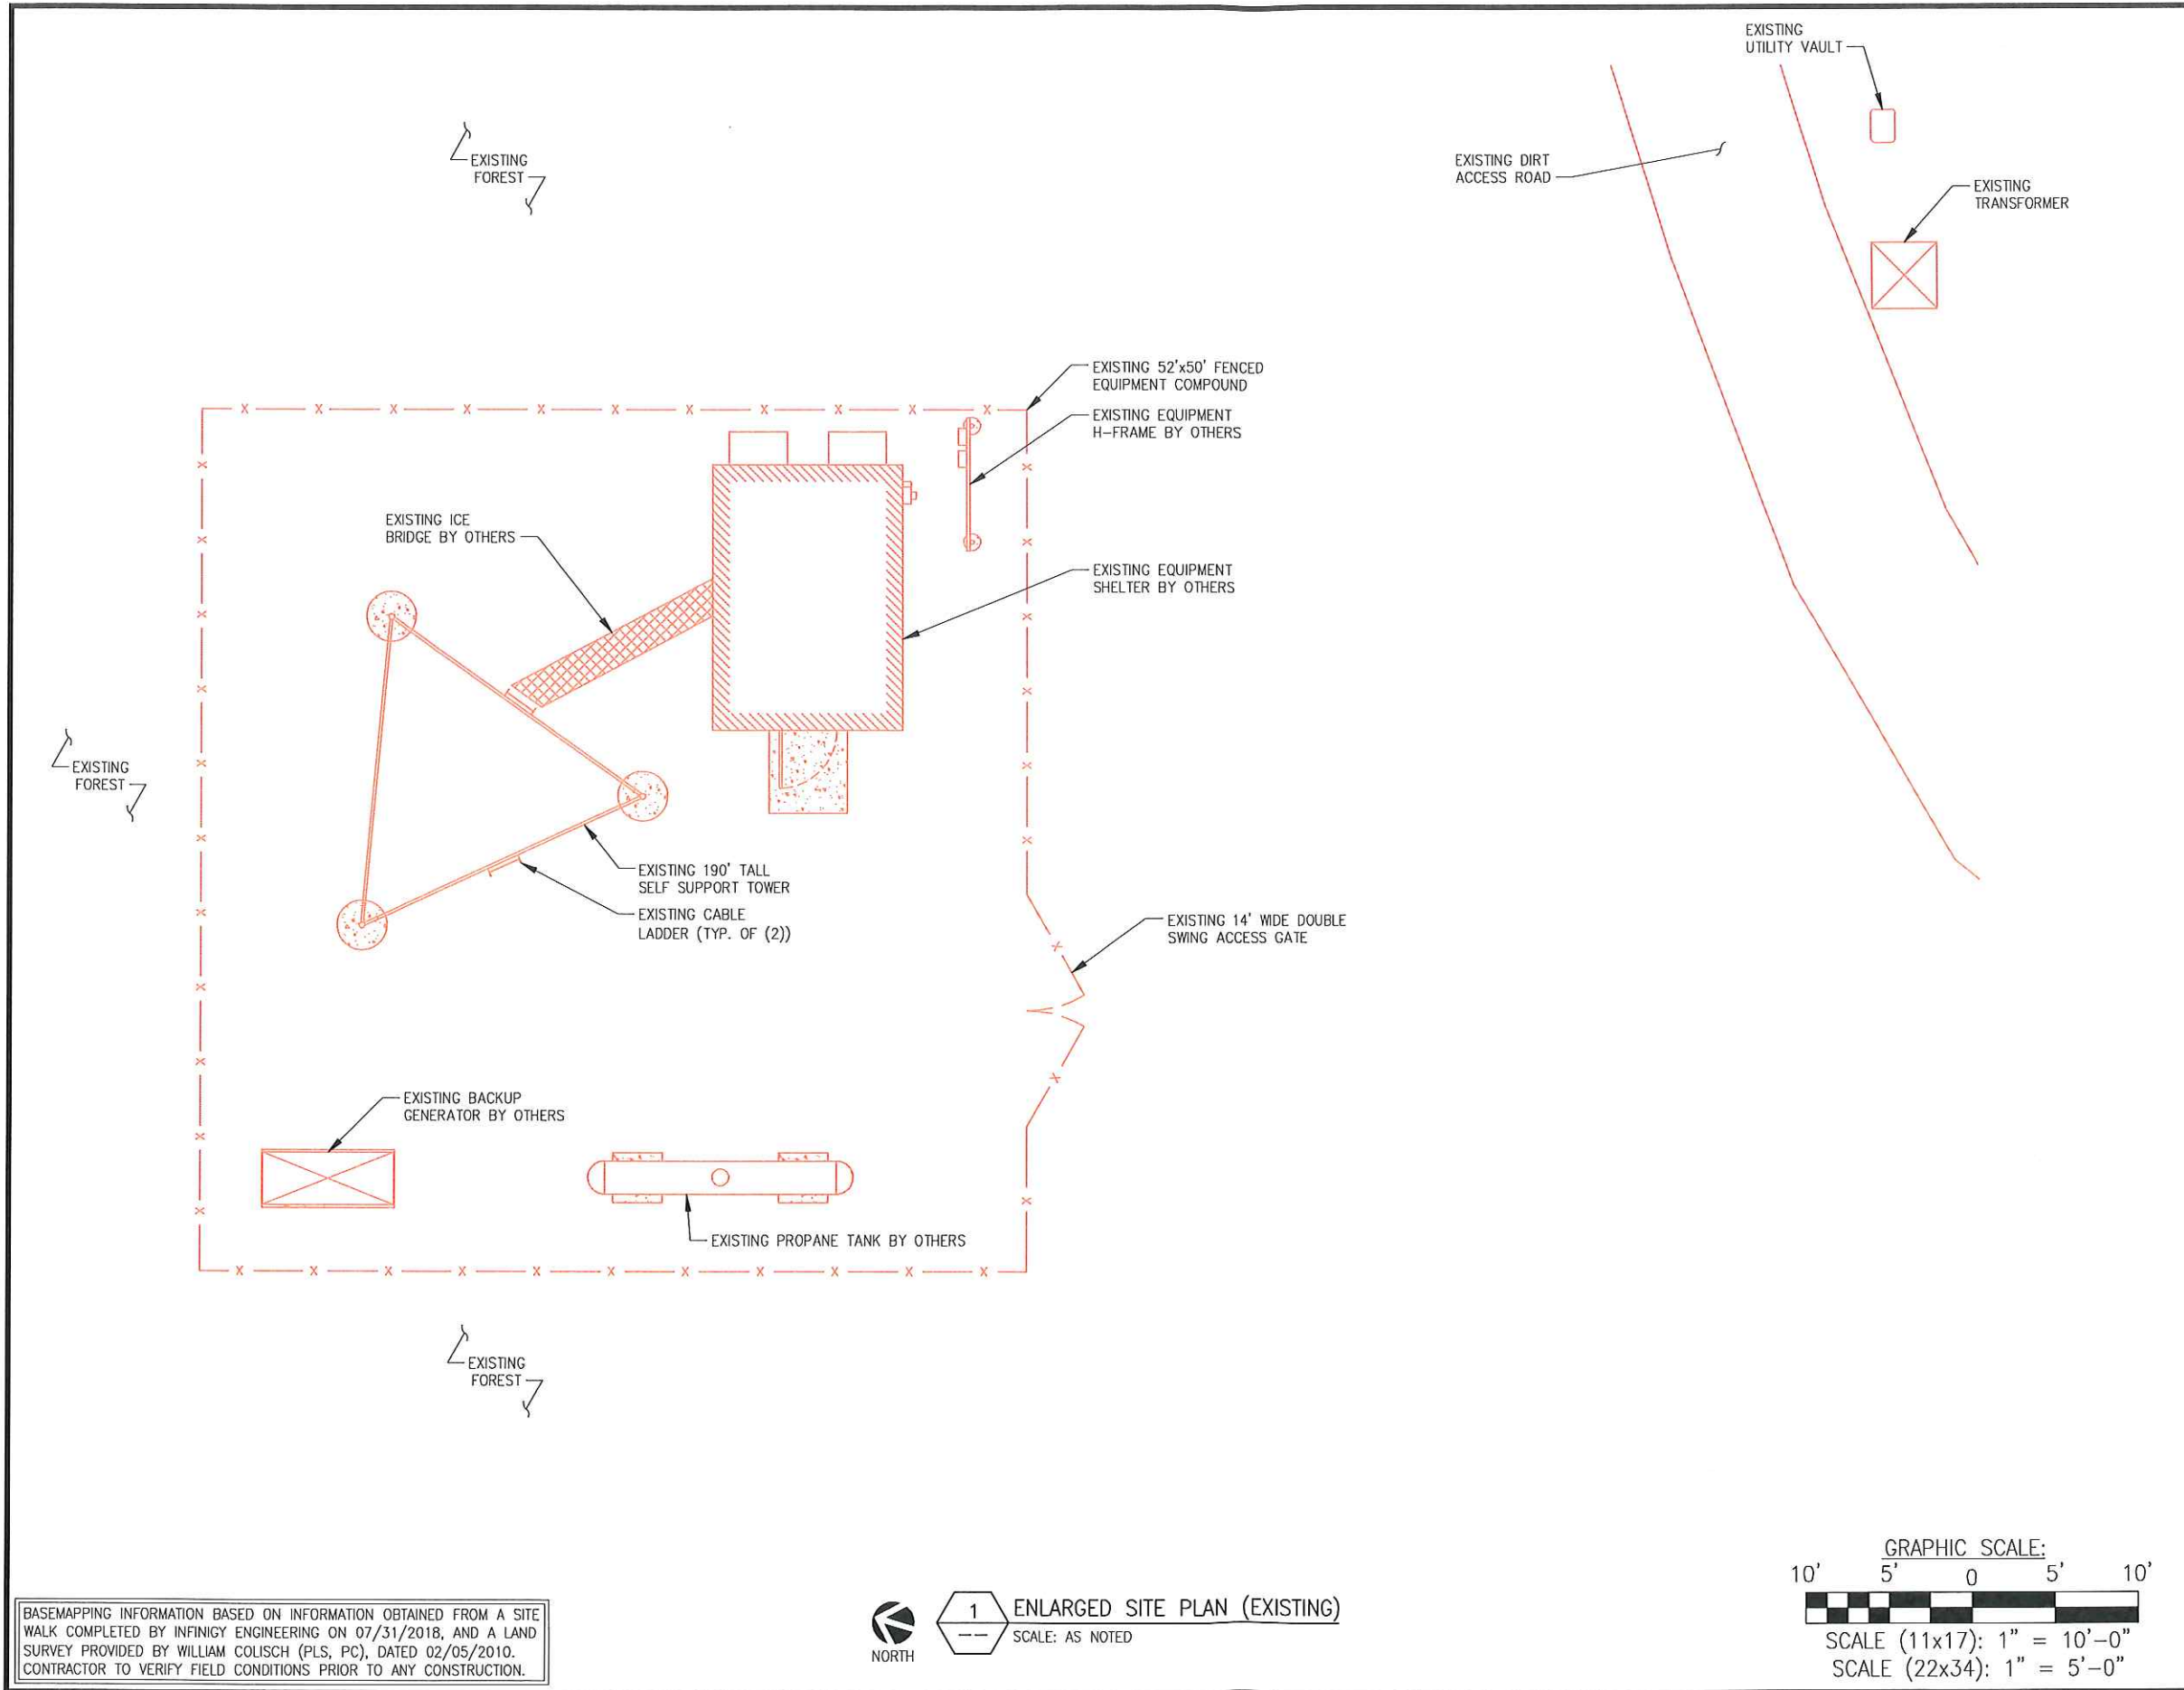 EXISTING
UTILITY VAULT
EXISTING
FOREST
EXISTING DIRT
ACCESS ROAD
EXISTING
TRANSFORMER
EXISTING 52'x50' FENCED
EQUIPMENT COMPOUND
EXISTING EQUIPMENT
H-FRAME BY OTHERS
EXISTING ICE
BRIDGE BY OTHERS
EXISTING EQUIPMENT
SHELTER BY OTHERS
EXISTING
FOREST
EXISTING 190' TALL
SELF SUPPORT TOWER
EXISTING CABLE
LADDER (TYP. OF (2))
EXISTING 14' WIDE DOUBLE
SWING ACCESS GATE
EXISTING BACKUP
GENERATOR BY OTHERS
EXISTING PROPANE TANK BY OTHERS
EXISTING
FOREST
BASEMAPPING INFORMATION BASED ON INFORMATION OBTAINED FROM A SITE
WALK COMPLETED BY INFINIGY ENGINEERING ON 07/31/2018, AND A LAND
SURVEY PROVIDED BY WILLIAM COLISCH (PLS, PC), DATED 02/05/2010.
CONTRACTOR TO VERIFY FIELD CONDITIONS PRIOR TO ANY CONSTRUCTION.
NORTH
1
--
ENLARGED SITE PLAN (EXISTING)
SCALE: AS NOTED
GRAPHIC SCALE:
10' 5' 0 5' 10'
SCALE (11x17): 1" = 10'-0"
SCALE (22x34): 1" = 5'-0"